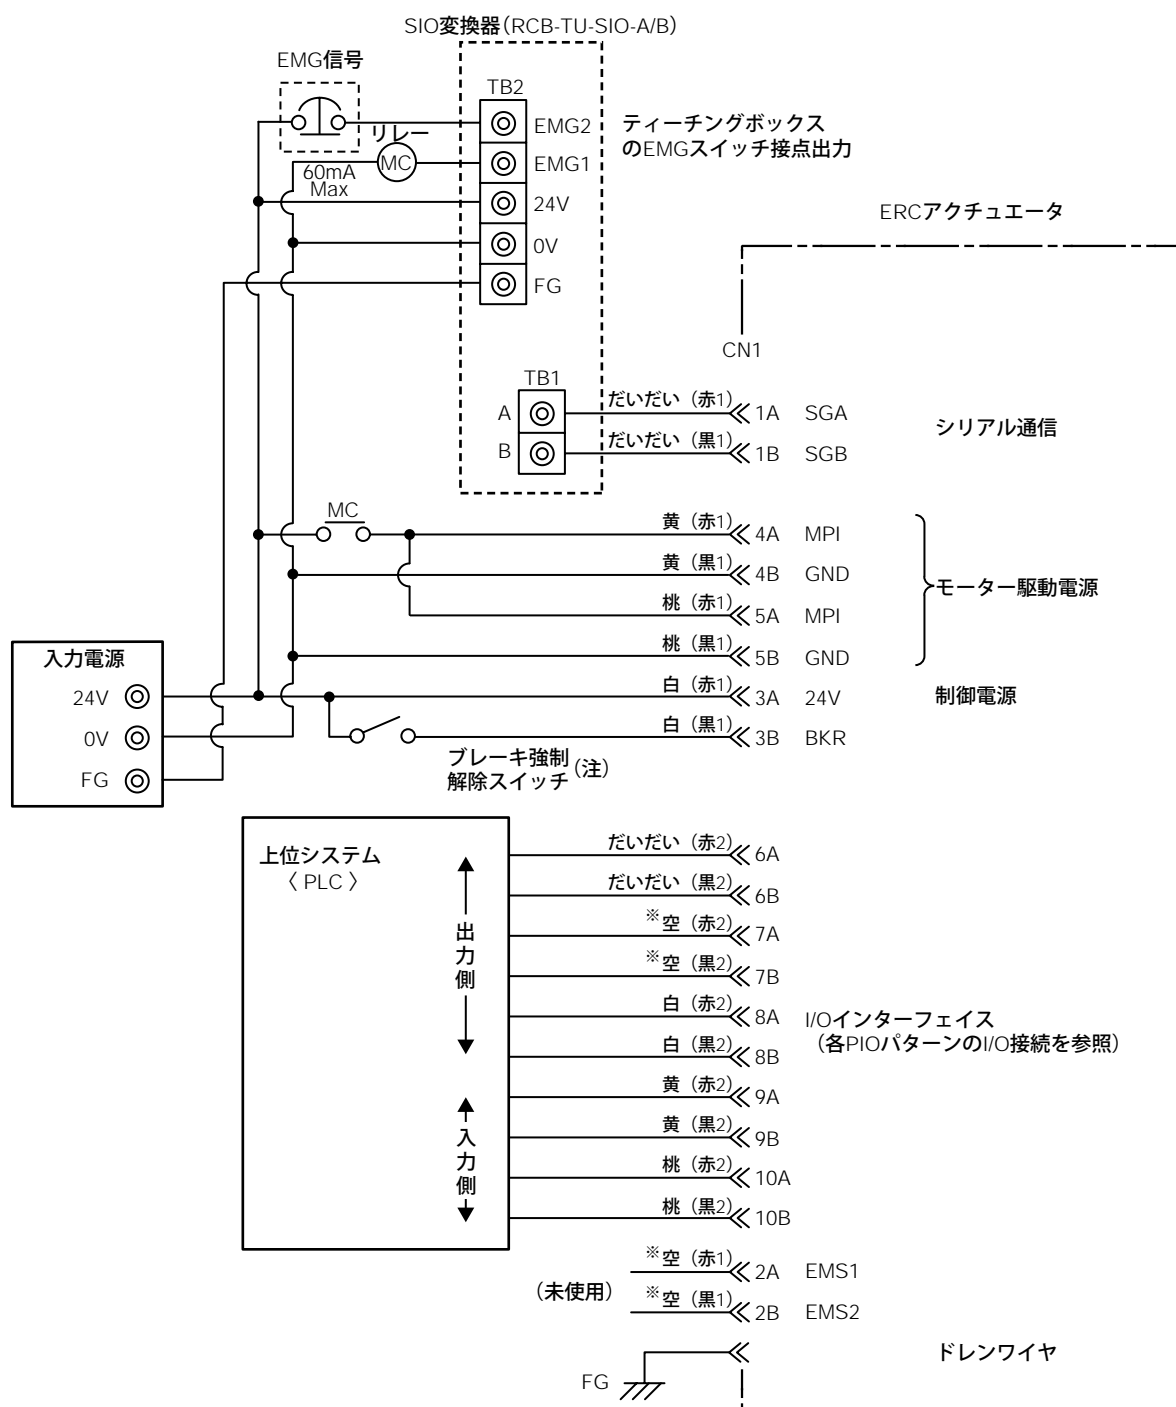 SIO変換器(RCB-TU-SIO-A/B)
EMG信号
TB2
リレー
MC
60mA
Max
EMG2
EMG1
24V
0V
FG
ティーチングボックス
のEMGスイッチ接点出力
ERCアクチュエータ
CN1
TB1
A
B
だいだい (赤1) 1A SGA
だいだい (黒1) 1B SGB
シリアル通信
MC
黄 (赤1) 4A MPI
黄 (黒1) 4B GND
桃 (赤1) 5A MPI
桃 (黒1) 5B GND
モーター駆動電源
白 (赤1) 3A 24V
制御電源
白 (黒1) 3B BKR
入力電源
24V
0V
FG
ブレーキ強制
解除スイッチ
(注)
上位システム
〈 PLC 〉
出力側
入力側
だいだい (赤2) 6A
だいだい (黒2) 6B
※空 (赤2) 7A
※空 (黒2) 7B
白 (赤2) 8A
白 (黒2) 8B
黄 (赤2) 9A
黄 (黒2) 9B
桃 (赤2) 10A
桃 (黒2) 10B
I/Oインターフェイス
(各PIOパターンのI/O接続を参照)
(未使用)
※空 (赤1) 2A EMS1
※空 (黒1) 2B EMS2
ドレンワイヤ
FG